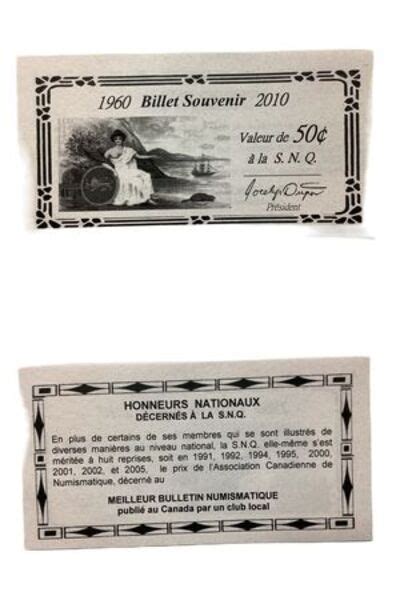 1960 Billet Souvenir 2010
Valeur de 50¢
à la S. N. Q.
Jocelyn Dupon
Président
HONNEURS NATIONAUX
DÉCERNÉS À LA S.N.Q.
En plus de certains de ses membres qui se sont illustrés de
diverses manières au niveau national, la S.N.Q. elle-même s'est
méritée à huit reprises, soit en 1991, 1992, 1994, 1995, 2000,
2001, 2002, et 2005, le prix de l'Association Canadienne de
Numismatique, décerné au
MEILLEUR BULLETIN NUMISMATIQUE
publié au Canada par un club local